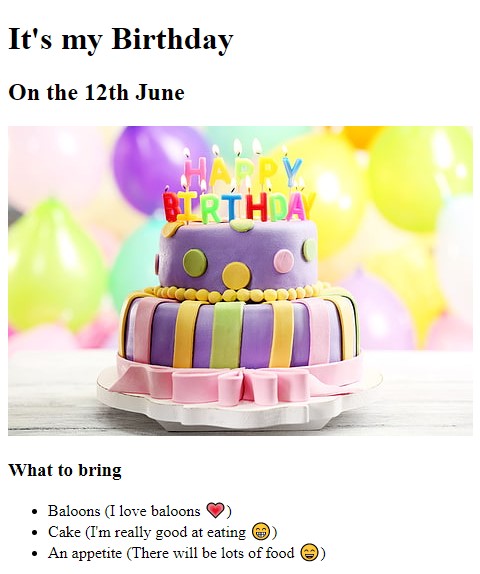 It's my Birthday
On the 12th June
HAPPY
BIRTHDAY
What to bring
Baloons (I love baloons ❤️)
Cake (I'm really good at eating 😁)
An appetite (There will be lots of food 😄)